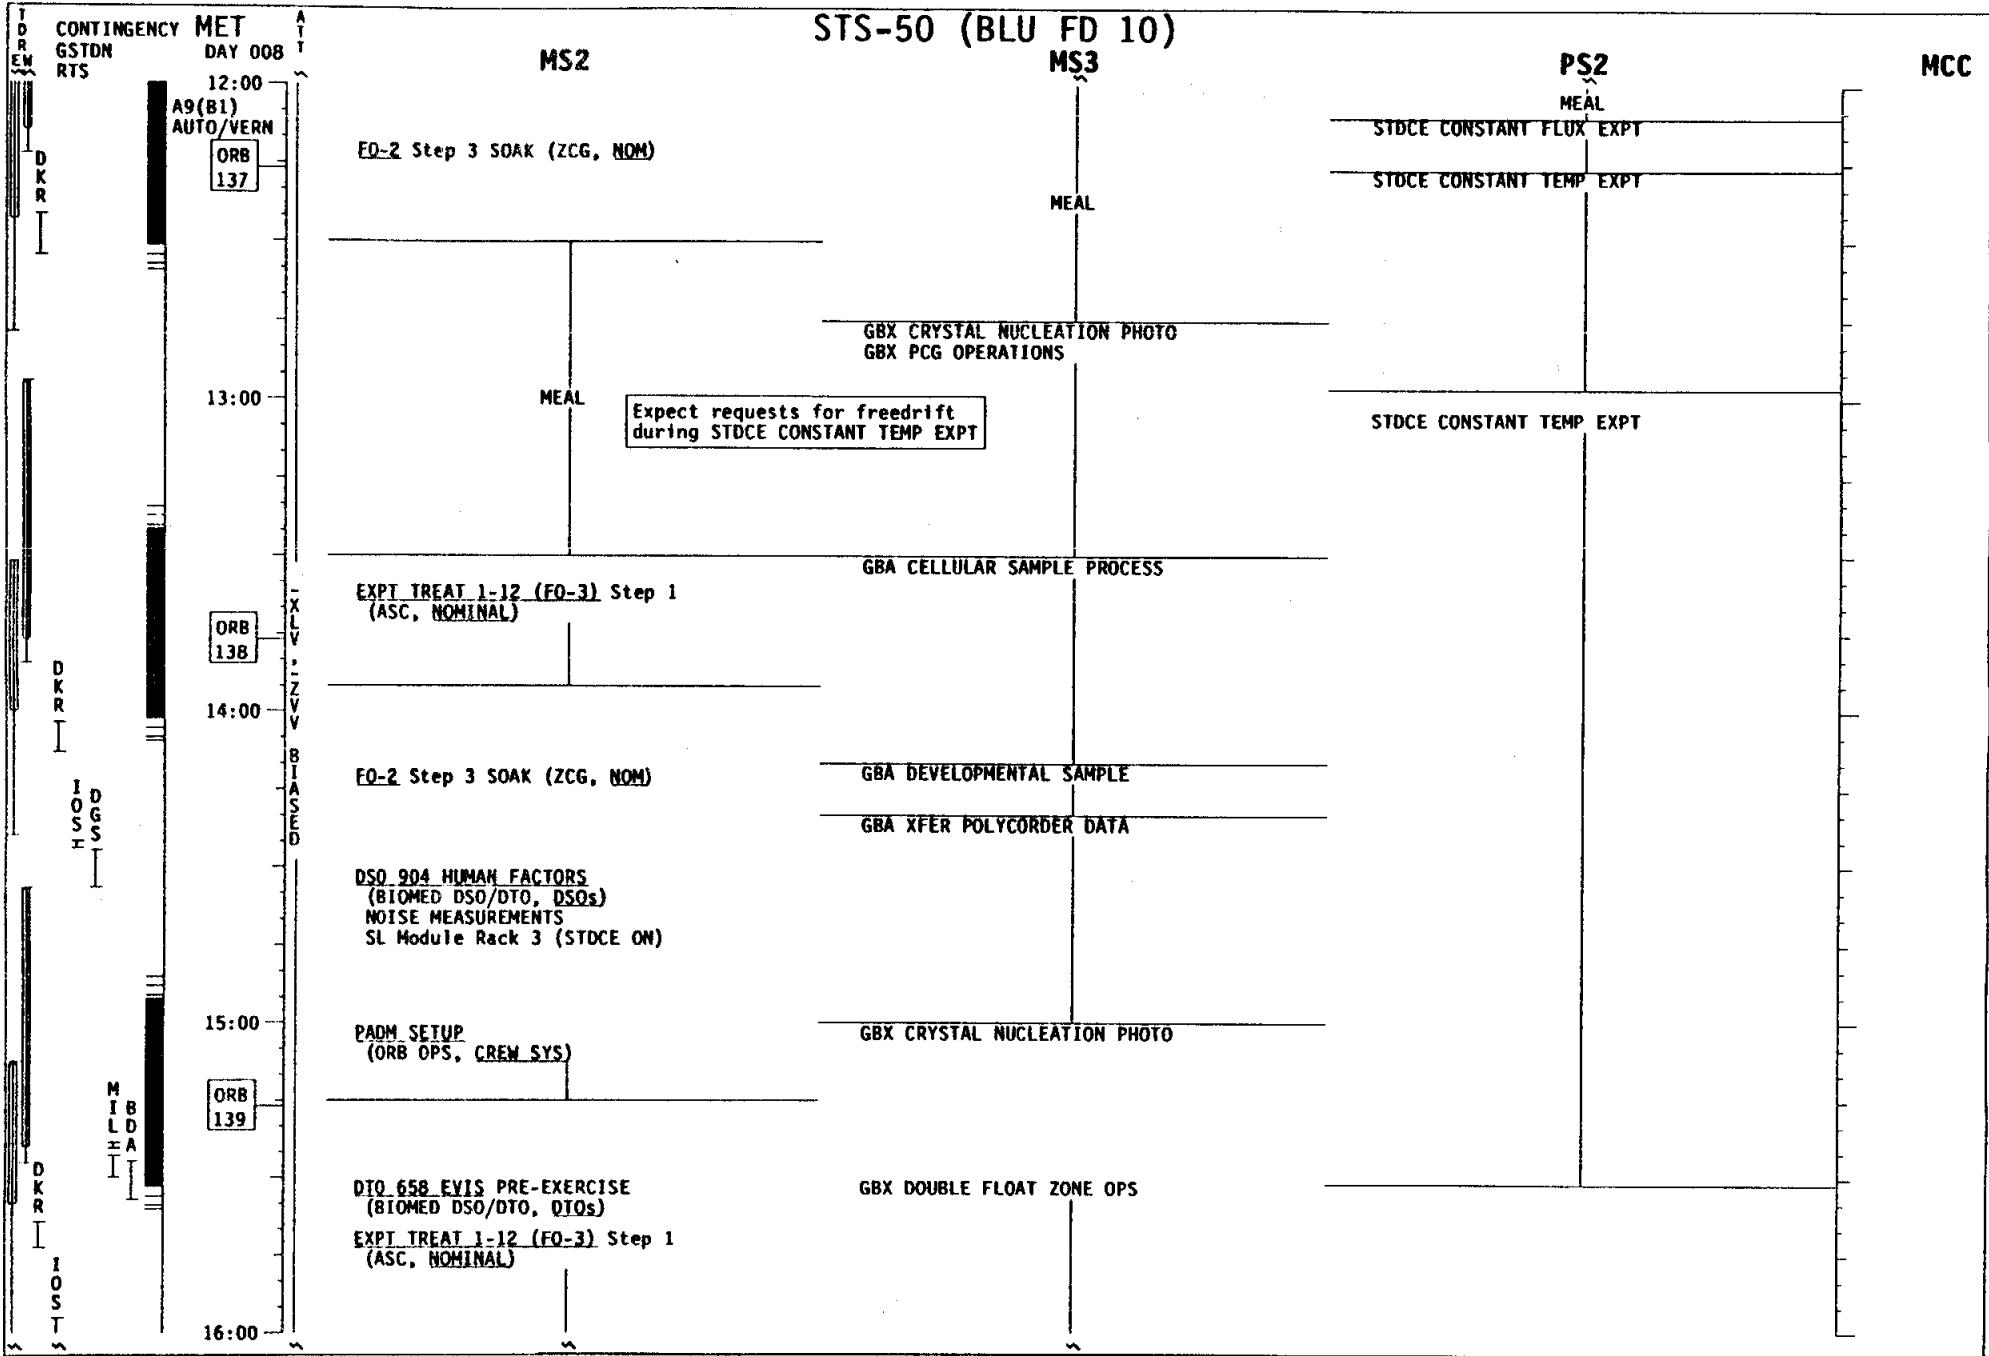 STS-50 (BLU FD 10)
TDRE W
CONTINGENCY
GSTDN
RTS
MET
DAY 008
ATT
MS2
MS3
PS2
MCC
12:00
A9(B1)
AUTO/VERN
ORB
137
DKR
FO-2 Step 3 SOAK (ZCG, NOM)
MEAL
MEAL
STDCE CONSTANT FLUX EXPT
STDCE CONSTANT TEMP EXPT
GBX CRYSTAL NUCLEATION PHOTO
GBX PCG OPERATIONS
13:00
MEAL
Expect requests for freedrift
during STDCE CONSTANT TEMP EXPT
STDCE CONSTANT TEMP EXPT
EXPT TREAT 1-12 (FO-3) Step 1
(ASC, NOMINAL)
GBA CELLULAR SAMPLE PROCESS
ORB
138
DKR
-XLV,-ZVV BIASED
14:00
FO-2 Step 3 SOAK (ZCG, NOM)
GBA DEVELOPMENTAL SAMPLE
IOS
DGS
GBA XFER POLYCORDER DATA
DSO 904 HUMAN FACTORS
(BIOMED DSO/DTO, DSOs)
NOISE MEASUREMENTS
SL Module Rack 3 (STDCE ON)
15:00
PADM SETUP
(ORB OPS, CREW SYS)
GBX CRYSTAL NUCLEATION PHOTO
MIL
BDA
ORB
139
DKR
DTO 658 EVIS PRE-EXERCISE
(BIOMED DSO/DTO, DTOs)
GBX DOUBLE FLOAT ZONE OPS
EXPT TREAT 1-12 (FO-3) Step 1
(ASC, NOMINAL)
IOS
16:00